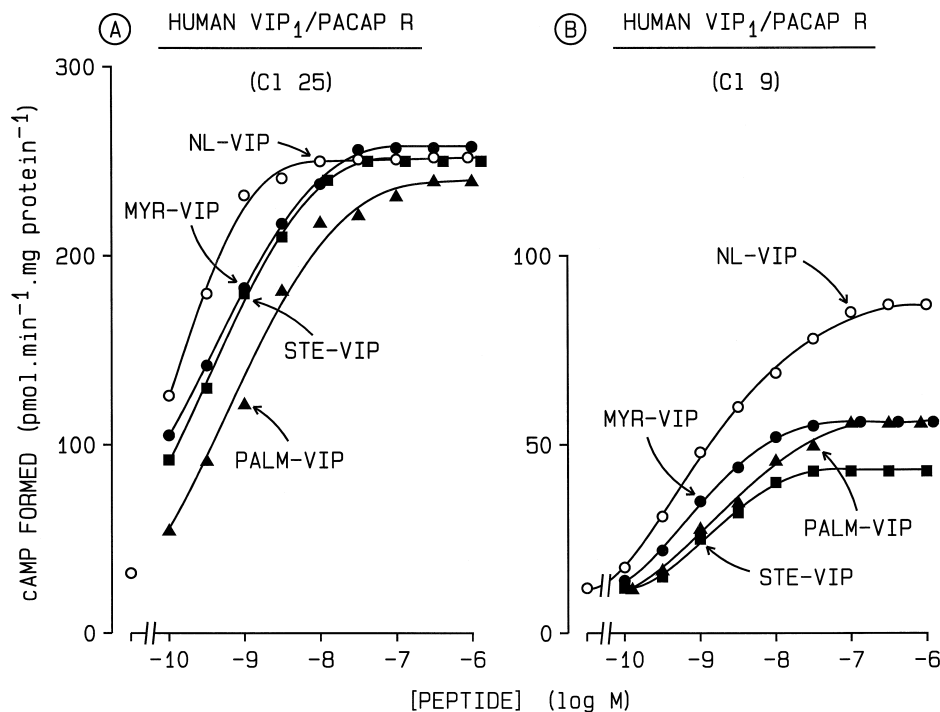 A HUMAN VIP₁/PACAP R
(Cl 25)
cAMP FORMED (pmol.min⁻¹.mg protein⁻¹)
300
200
100
0
NL-VIP
MYR-VIP
STE-VIP
PALM-VIP
-10 -9 -8 -7 -6
B HUMAN VIP₁/PACAP R
(Cl 9)
100
50
0
NL-VIP
MYR-VIP
PALM-VIP
STE-VIP
-10 -9 -8 -7 -6
[PEPTIDE] (log M)